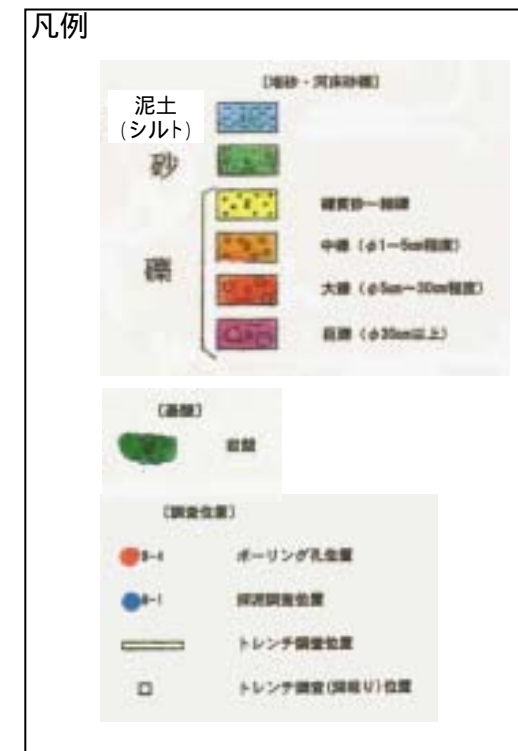 凡例
[堆砂・河床砂礫]
泥土
(シルト)
砂
礫質砂~細礫
中礫(φ1~5cm程度)
礫
大礫(φ5cm~30cm程度)
巨礫(φ30cm以上)
[基盤]
岩盤
[調査位置]
ボーリング孔位置
採泥調査位置
トレンチ調査位置
トレンチ調査(深掘り)位置